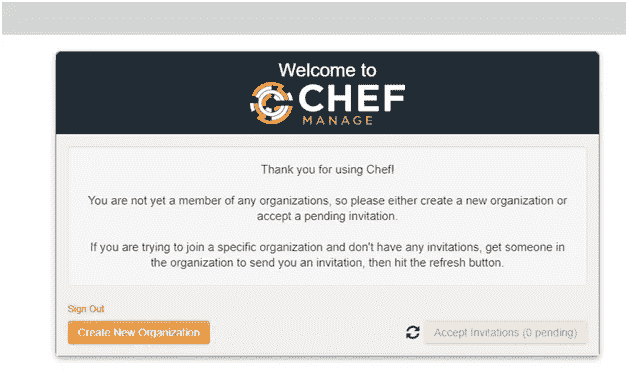 Welcome to
CHEF
MANAGE
Thank you for using Chef!
You are not yet a member of any organizations, so please either create a new organization or
accept a pending invitation.
If you are trying to join a specific organization and don't have any invitations, get someone in
the organization to send you an invitation, then hit the refresh button.
Sign Out
Create New Organization
Accept Invitations (0 pending)